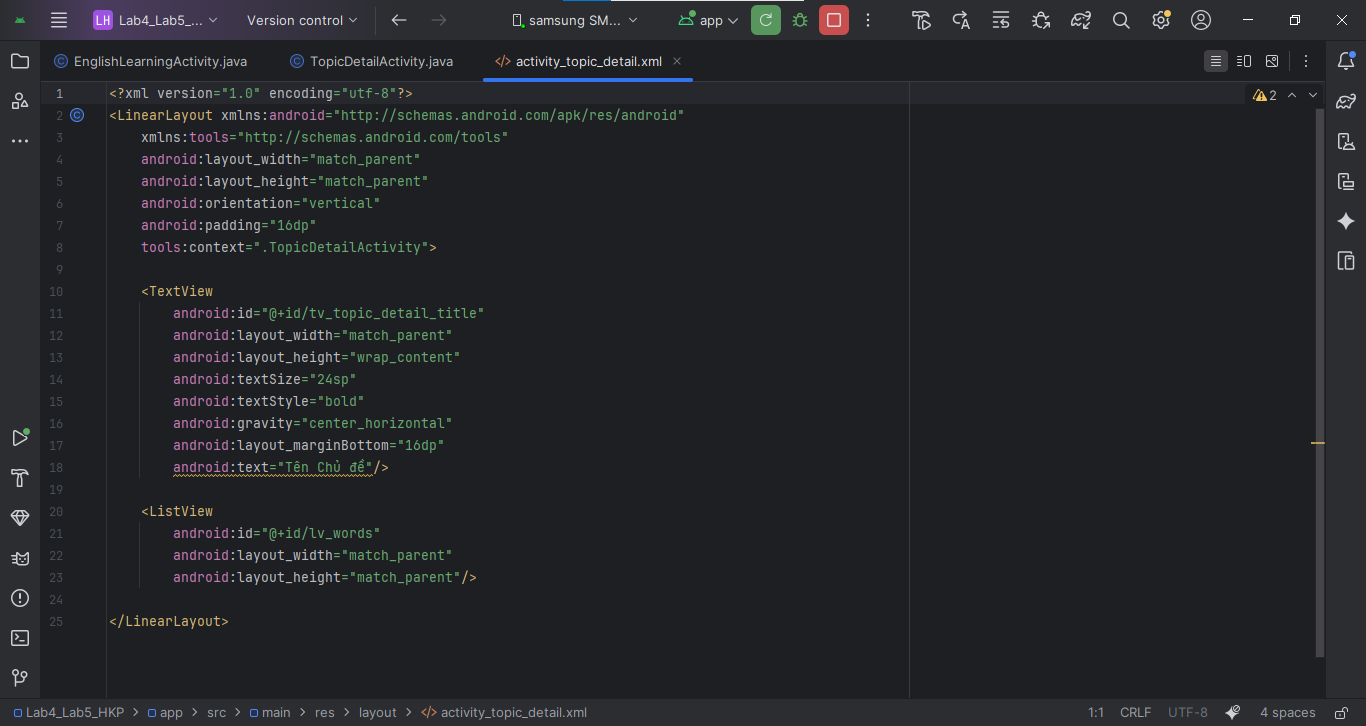 LH Lab4_Lab5_... Version control samsung SM... app
EnglishLearningActivity.java TopicDetailActivity.java activity_topic_detail.xml
2
1 <?xml version="1.0" encoding="utf-8"?>
2 <LinearLayout xmlns:android="http://schemas.android.com/apk/res/android"
3 xmlns:tools="http://schemas.android.com/tools"
4 android:layout_width="match_parent"
5 android:layout_height="match_parent"
6 android:orientation="vertical"
7 android:padding="16dp"
8 tools:context=".TopicDetailActivity">
9
10 <TextView
11 android:id="@+id/tv_topic_detail_title"
12 android:layout_width="match_parent"
13 android:layout_height="wrap_content"
14 android:textSize="24sp"
15 android:textStyle="bold"
16 android:gravity="center_horizontal"
17 android:layout_marginBottom="16dp"
18 android:text="Tên Chủ đề"/>
19
20 <ListView
21 android:id="@+id/lv_words"
22 android:layout_width="match_parent"
23 android:layout_height="match_parent"/>
24
25 </LinearLayout>
Lab4_Lab5_HKP > app > src > main > res > layout > activity_topic_detail.xml 1:1 CRLF UTF-8 4 spaces